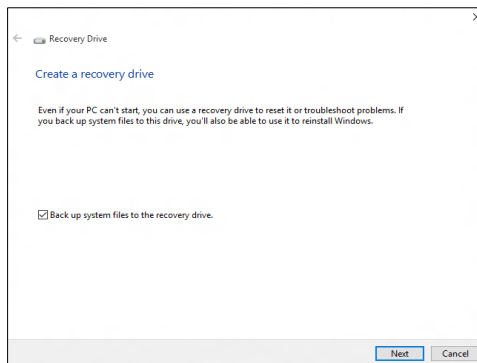 Recovery Drive
Create a recovery drive
Even if your PC can't start, you can use a recovery drive to reset it or troubleshoot problems. If
you back up system files to this drive, you'll also be able to use it to reinstall Windows.
Back up system files to the recovery drive.
Next Cancel